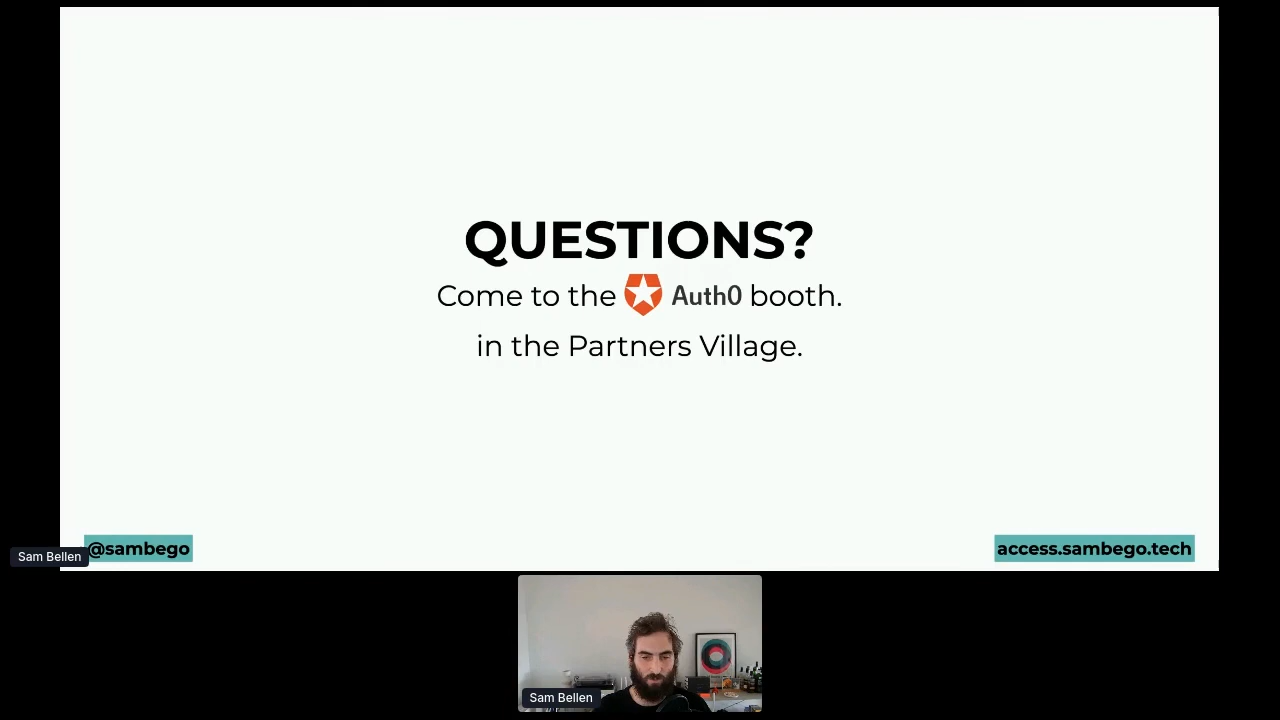 QUESTIONS?
Come to the Auth0 booth.
in the Partners Village.
@sambego
Sam Bellen
access.sambego.tech
Sam Bellen